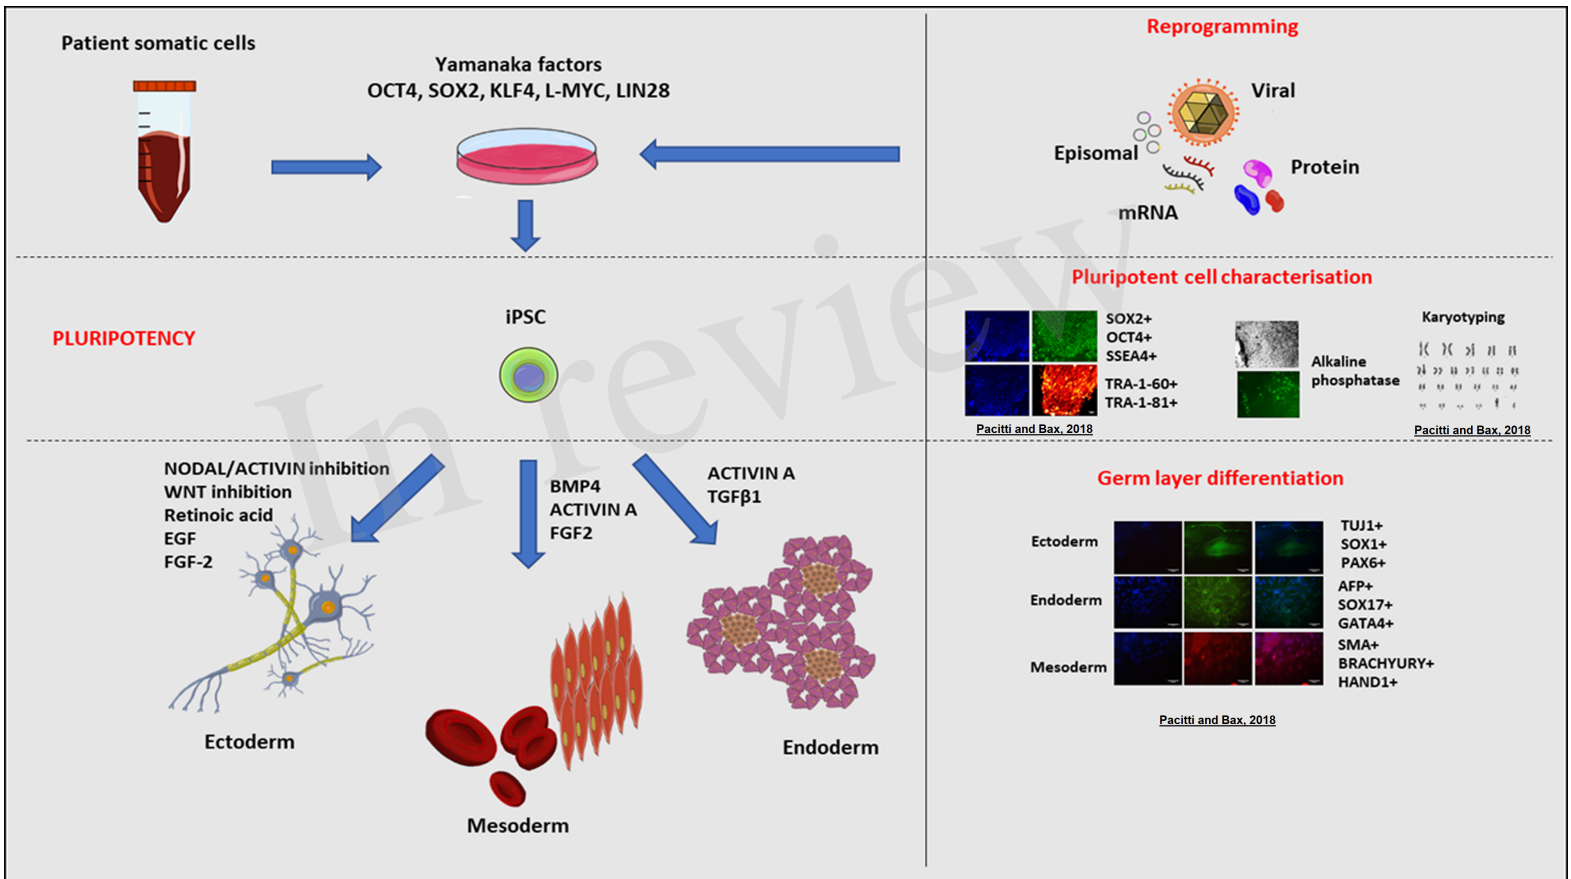 Patient somatic cells
Yamanaka factors
OCT4, SOX2, KLF4, L-MYC, LIN28
Reprogramming
Viral
Episomal
Protein
mRNA
PLURIPOTENCY
iPSC
Pluripotent cell characterisation
SOX2+
OCT4+
SSEA4+
TRA-1-60+
TRA-1-81+
Pacitti and Bax, 2018
Alkaline
phosphatase
Karyotyping
Pacitti and Bax, 2018
NODAL/ACTIVIN inhibition
WNT inhibition
Retinoic acid
EGF
FGF-2
BMP4
ACTIVIN A
FGF2
ACTIVIN A
TGFβ1
Ectoderm
Mesoderm
Endoderm
Germ layer differentiation
Ectoderm
TUJ1+
SOX1+
PAX6+
Endoderm
AFP+
SOX17+
GATA4+
Mesoderm
SMA+
BRACHYURY+
HAND1+
Pacitti and Bax, 2018
In review